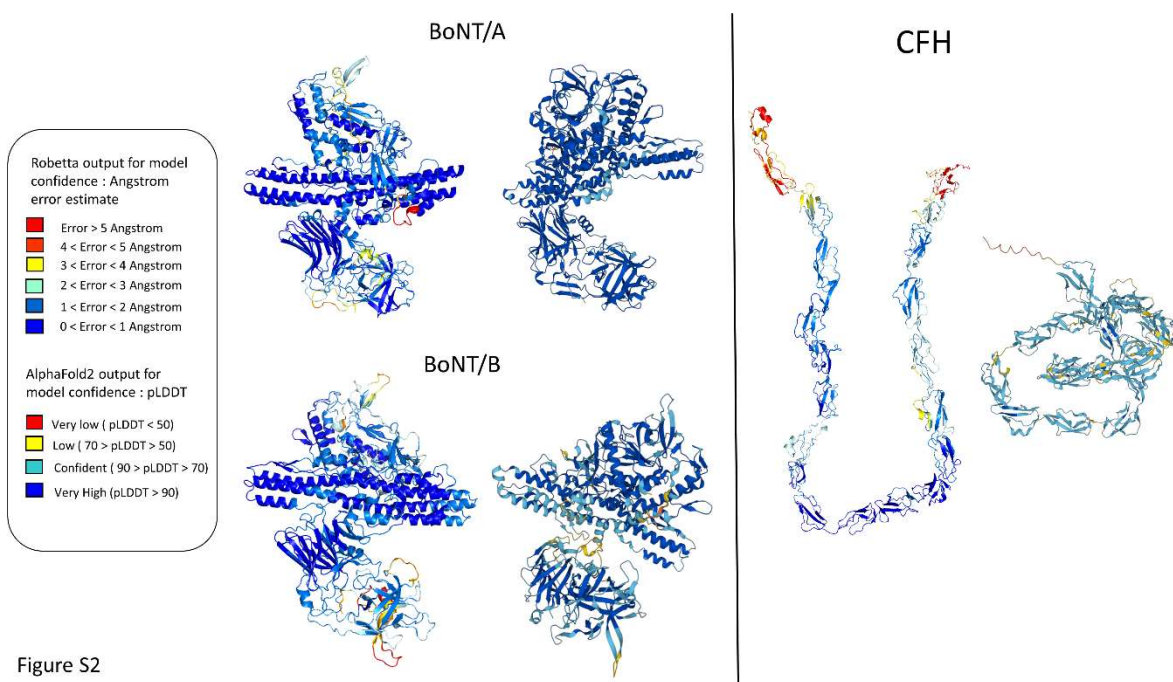 BoNT/A
CFH
Robetta output for model
confidence : Angstrom
error estimate
Error > 5 Angstrom
4 < Error < 5 Angstrom
3 < Error < 4 Angstrom
2 < Error < 3 Angstrom
1 < Error < 2 Angstrom
0 < Error < 1 Angstrom
AlphaFold2 output for
model confidence : pLDDT
Very low ( pLDDT < 50)
Low ( 70 > pLDDT > 50)
Confident ( 90 > pLDDT > 70)
Very High (pLDDT > 90)
BoNT/B
Figure S2